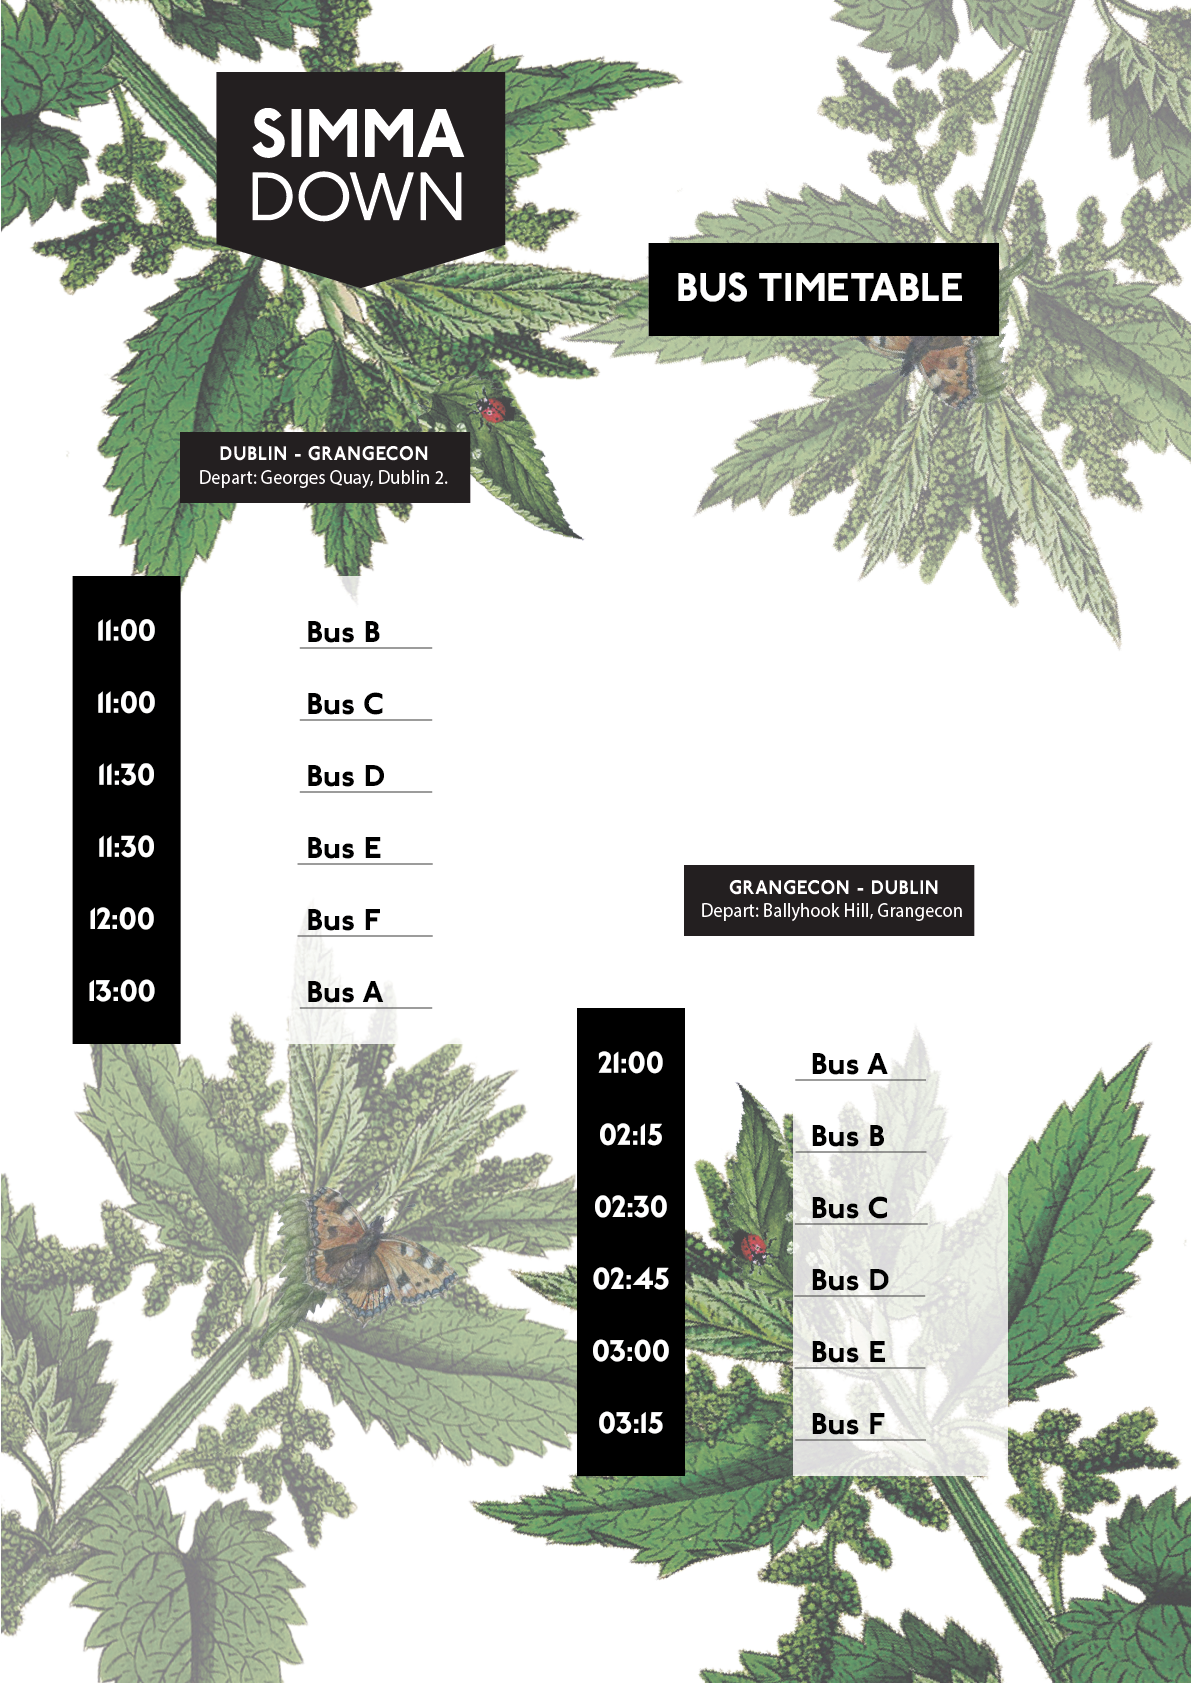 SIMMA
DOWN
BUS TIMETABLE
DUBLIN - GRANGECON
Depart: Georges Quay, Dublin 2.
11:00 Bus B
11:00 Bus C
11:30 Bus D
11:30 Bus E
12:00 Bus F
13:00 Bus A
GRANGECON - DUBLIN
Depart: Ballyhook Hill, Grangecon
21:00 Bus A
02:15 Bus B
02:30 Bus C
02:45 Bus D
03:00 Bus E
03:15 Bus F